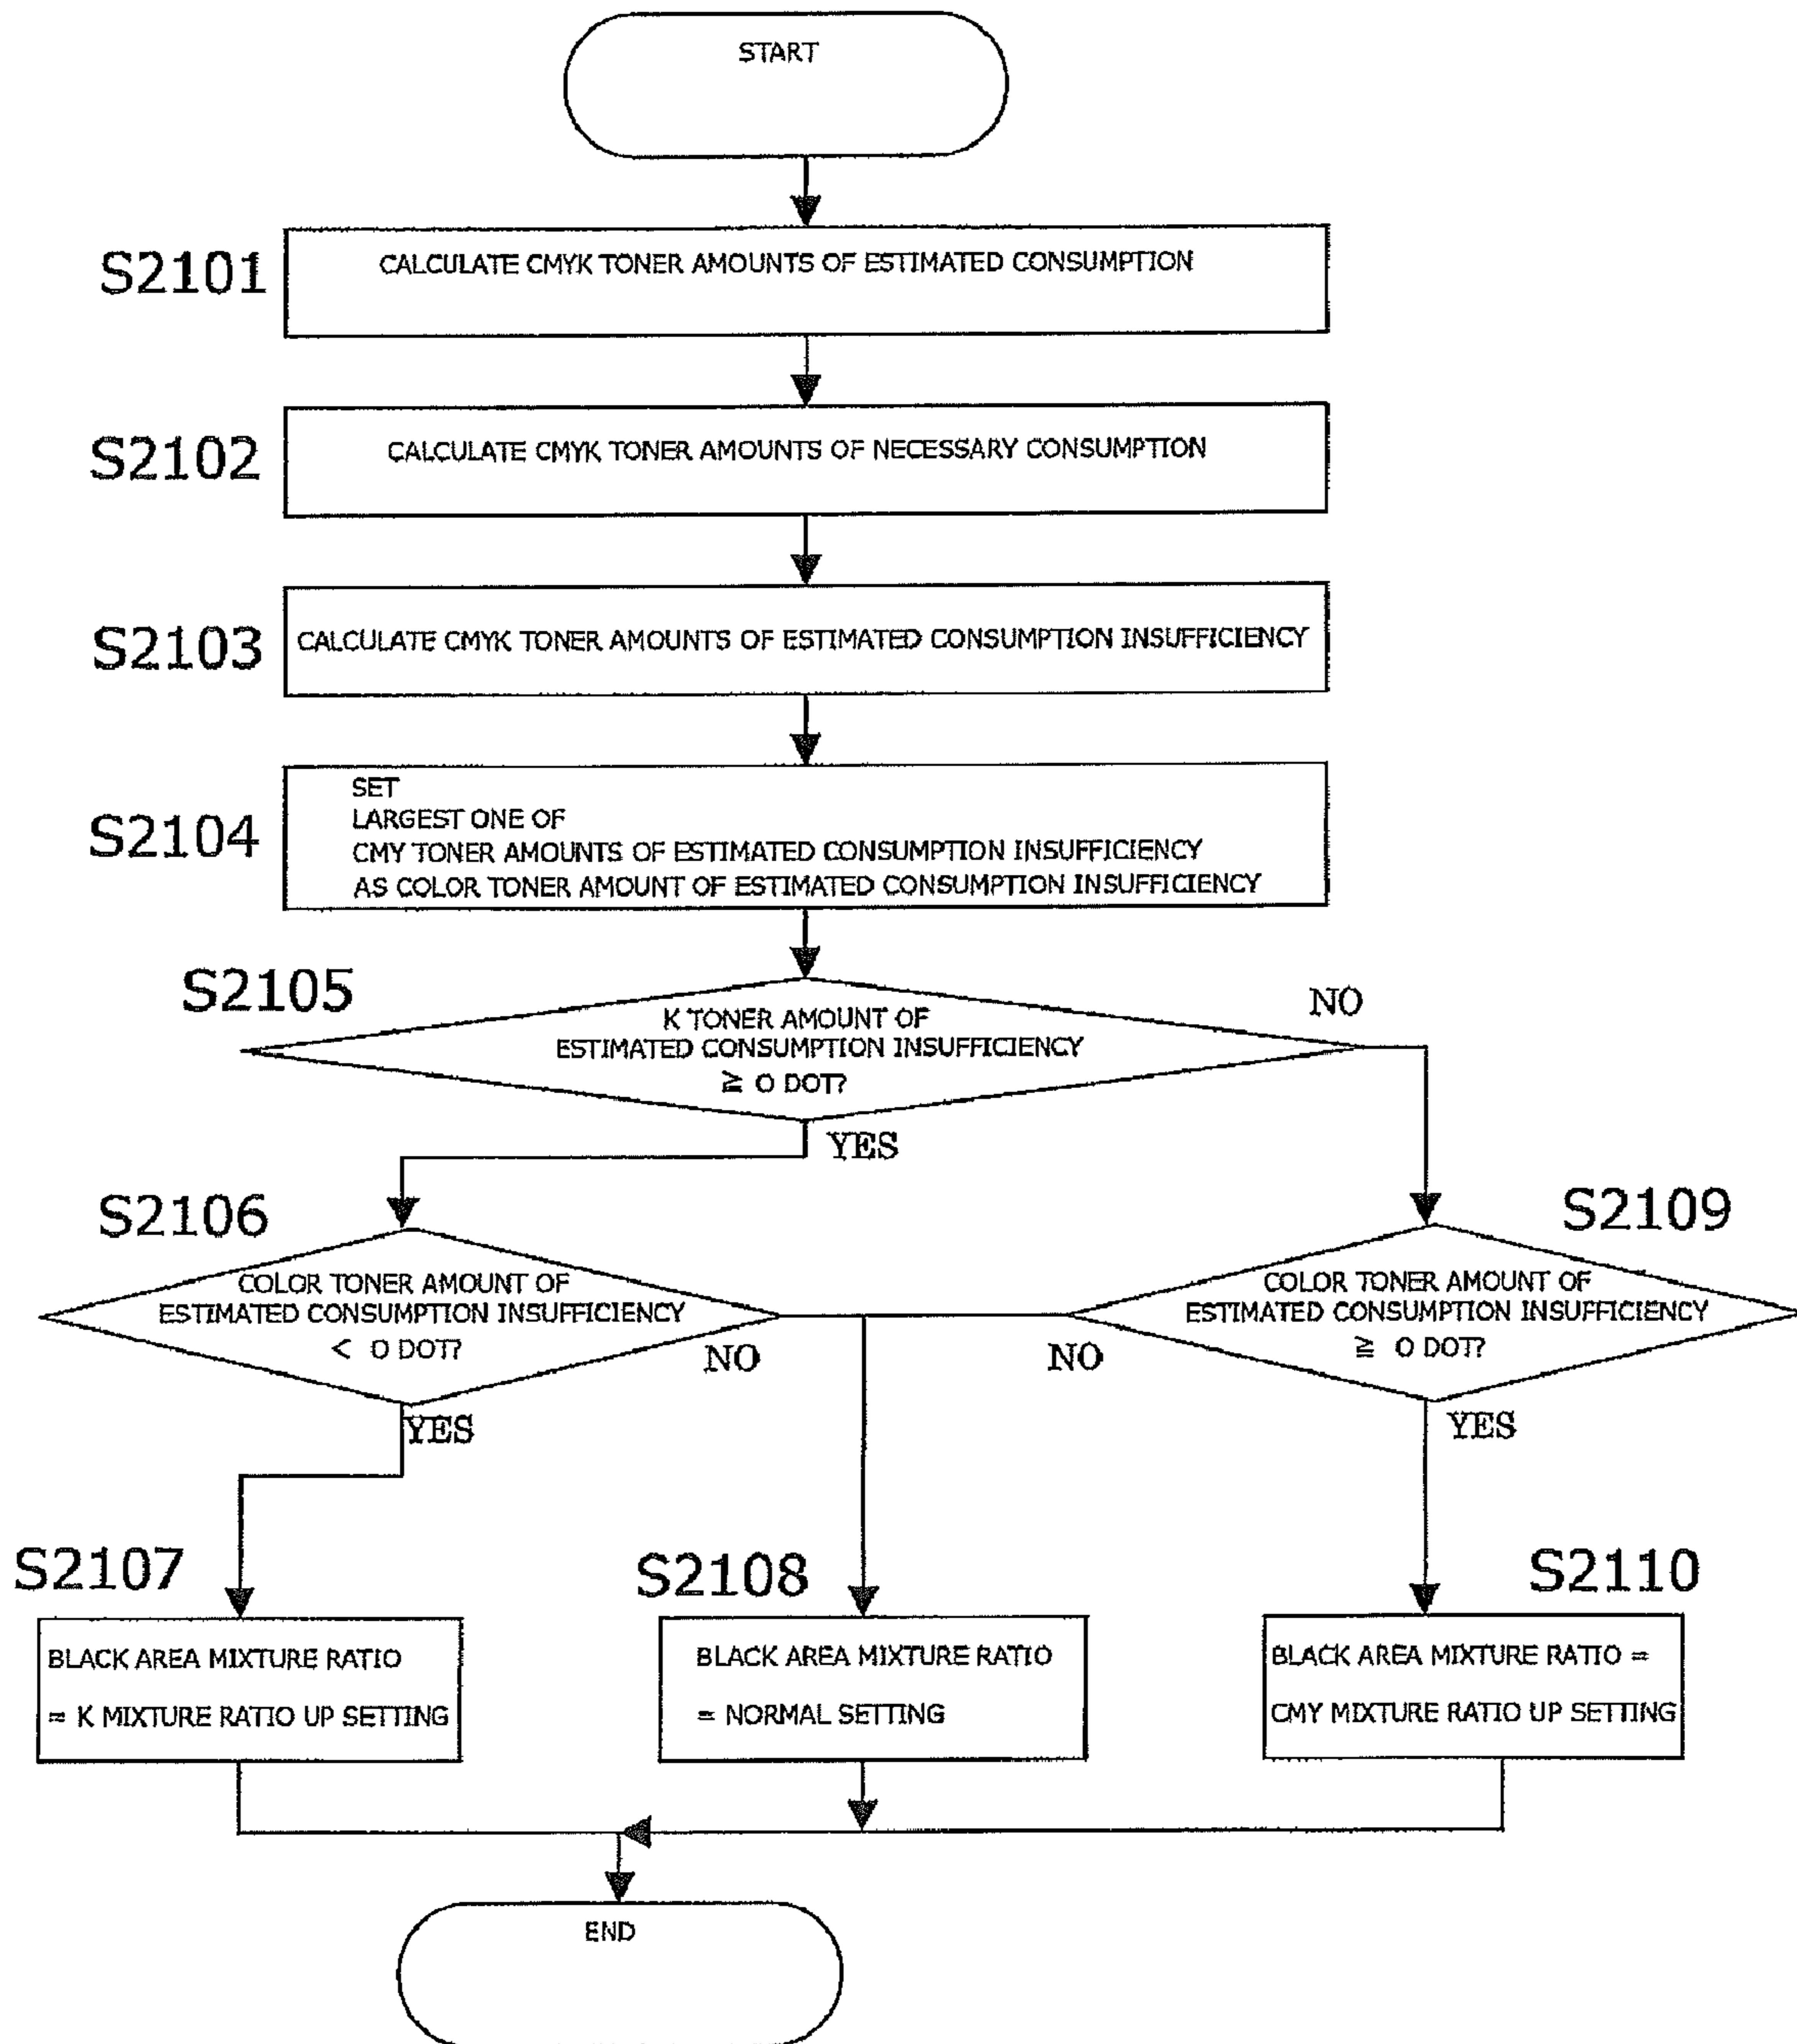 START
S2101
CALCULATE CMYK TONER AMOUNTS OF ESTIMATED CONSUMPTION
S2102
CALCULATE CMYK TONER AMOUNTS OF NECESSARY CONSUMPTION
S2103
CALCULATE CMYK TONER AMOUNTS OF ESTIMATED CONSUMPTION INSUFFICIENCY
S2104
SET
LARGEST ONE OF
CMY TONER AMOUNTS OF ESTIMATED CONSUMPTION INSUFFICIENCY
AS COLOR TONER AMOUNT OF ESTIMATED CONSUMPTION INSUFFICIENCY
S2105
K TONER AMOUNT OF
ESTIMATED CONSUMPTION INSUFFICIENCY
≧ 0 DOT?
NO
YES
S2106
COLOR TONER AMOUNT OF
ESTIMATED CONSUMPTION INSUFFICIENCY
< 0 DOT?
NO
YES
S2109
COLOR TONER AMOUNT OF
ESTIMATED CONSUMPTION INSUFFICIENCY
≧ 0 DOT?
NO
YES
S2107
BLACK AREA MIXTURE RATIO
= K MIXTURE RATIO UP SETTING
S2108
BLACK AREA MIXTURE RATIO
= NORMAL SETTING
S2110
BLACK AREA MIXTURE RATIO =
CMY MIXTURE RATIO UP SETTING
END